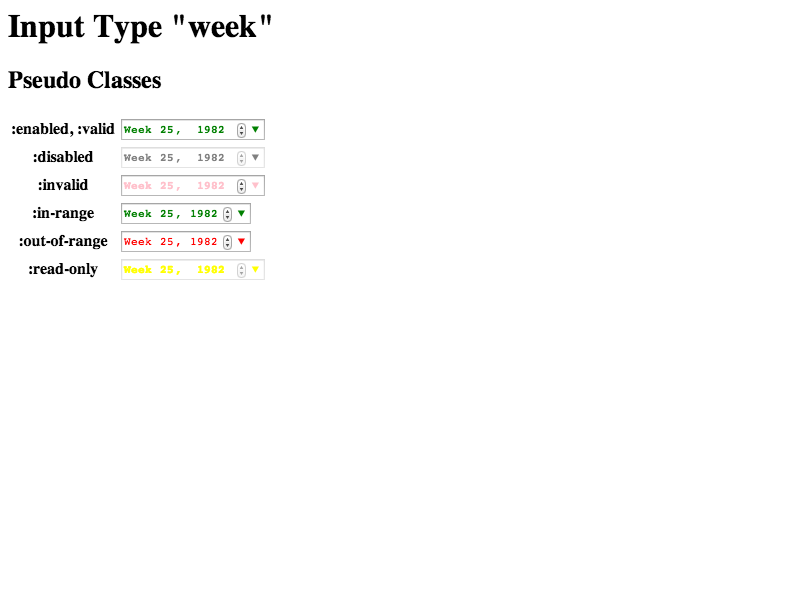 Input Type "week"
Pseudo Classes
:enabled, :valid Week 25, 1982
:disabled Week 25, 1982
:invalid Week 25, 1982
:in-range Week 25, 1982
:out-of-range Week 25, 1982
:read-only Week 25, 1982